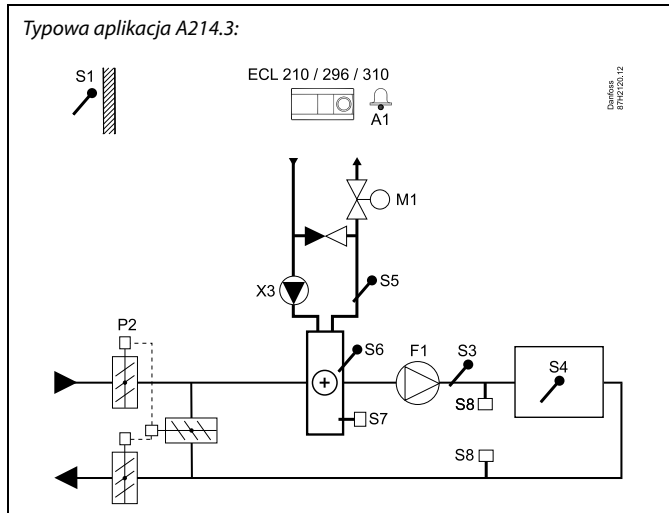 Typowa aplikacja A214.3:
S1
ECL 210 / 296 / 310
A1
Danfoss
87H2120.12
M1
X3
S5
P2
S6
F1
S3
S4
S8
S7
S8